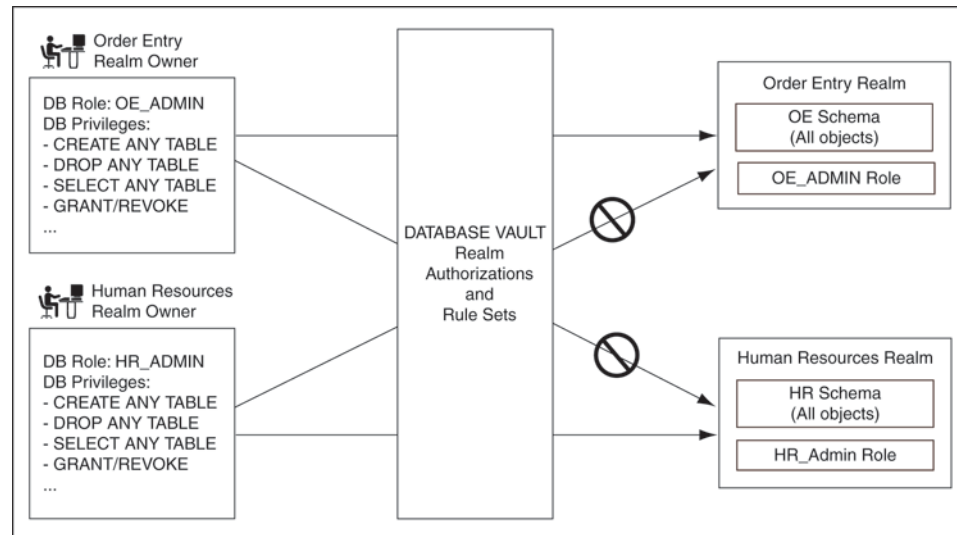 Order Entry
Realm Owner
DB Role: OE_ADMIN
DB Privileges:
- CREATE ANY TABLE
- DROP ANY TABLE
- SELECT ANY TABLE
- GRANT/REVOKE
...
Human Resources
Realm Owner
DB Role: HR_ADMIN
DB Privileges:
- CREATE ANY TABLE
- DROP ANY TABLE
- SELECT ANY TABLE
- GRANT/REVOKE
...
DATABASE VAULT
Realm
Authorizations
and
Rule Sets
Order Entry Realm
OE Schema
(All objects)
OE_ADMIN Role
Human Resources Realm
HR Schema
(All objects)
HR_Admin Role